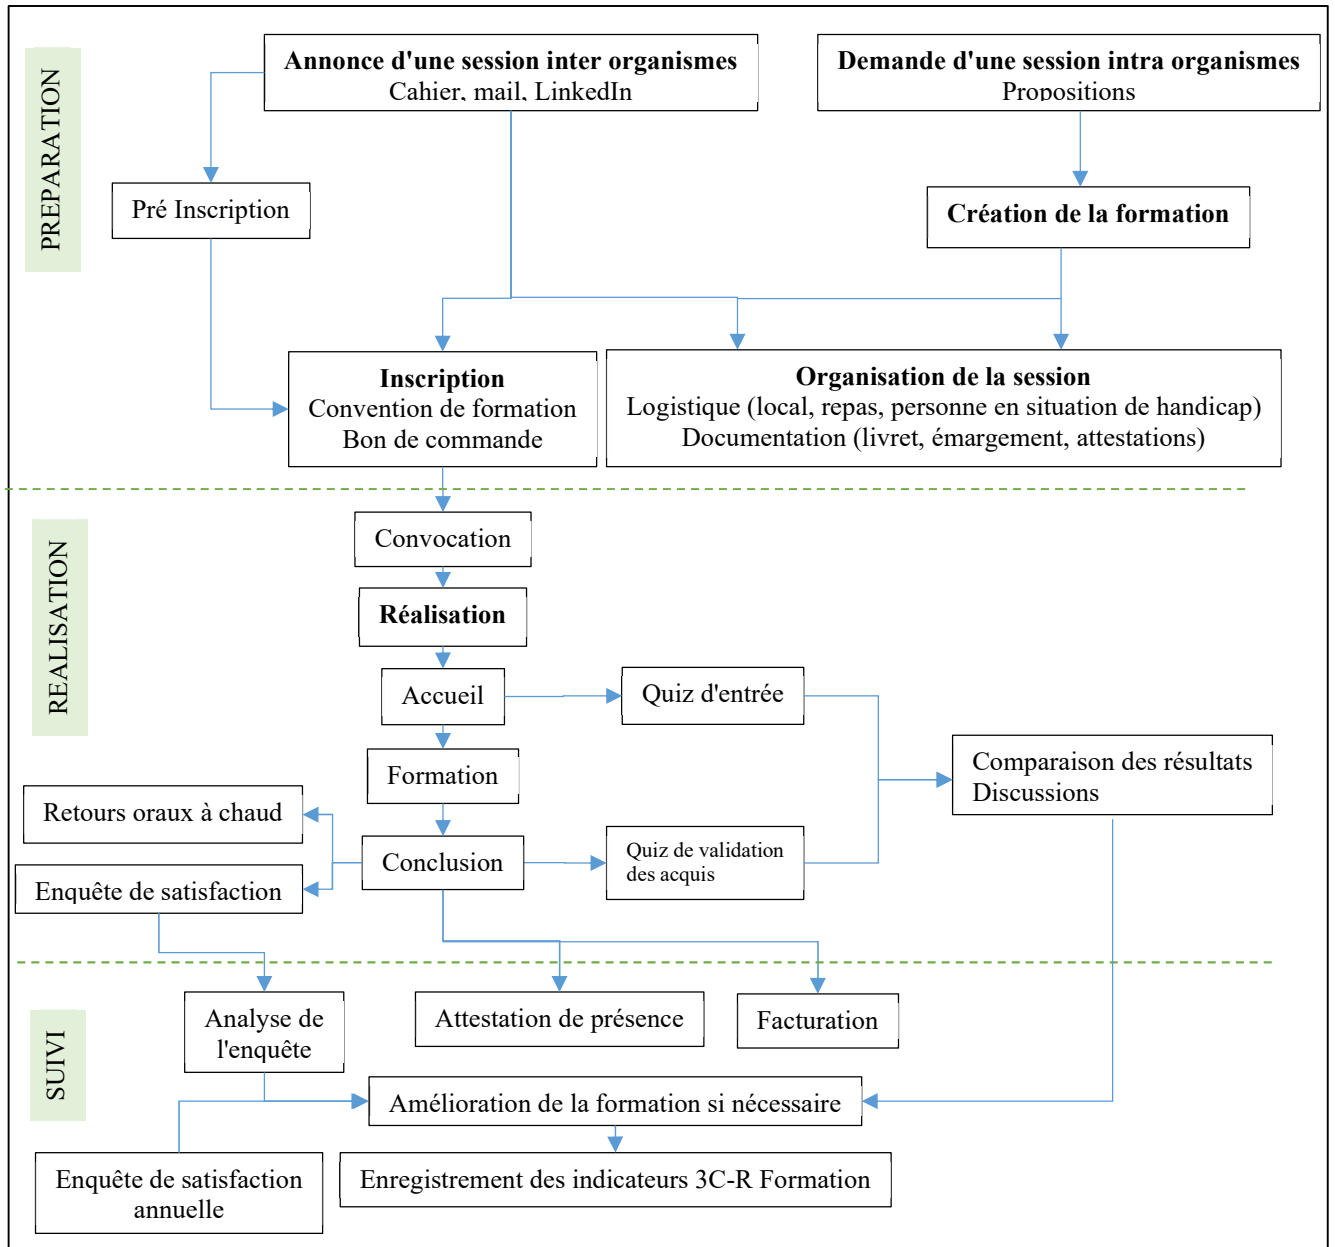 PREPARATION
Annonce d'une session inter organismes
Cahier, mail, LinkedIn
Demande d'une session intra organismes
Propositions
Pré Inscription
Création de la formation
Inscription
Convention de formation
Bon de commande
Organisation de la session
Logistique (local, repas, personne en situation de handicap)
Documentation (livret, émargement, attestations)
REALISATION
Convocation
Réalisation
Accueil
Quiz d'entrée
Formation
Comparaison des résultats
Discussions
Retours oraux à chaud
Conclusion
Quiz de validation
des acquis
Enquête de satisfaction
SUIVI
Analyse de
l'enquête
Attestation de présence
Facturation
Amélioration de la formation si nécessaire
Enquête de satisfaction
annuelle
Enregistrement des indicateurs 3C-R Formation